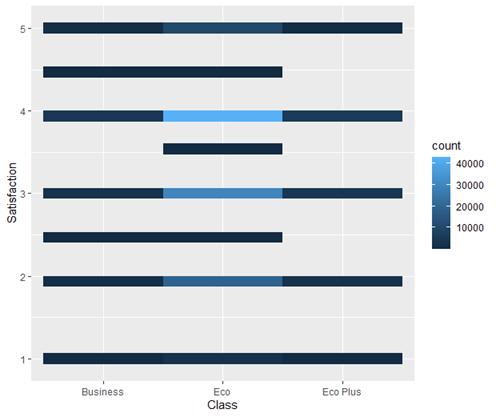 5
4
3
2
1
Satisfaction
Business Eco Eco Plus
Class
count
40000
30000
20000
10000